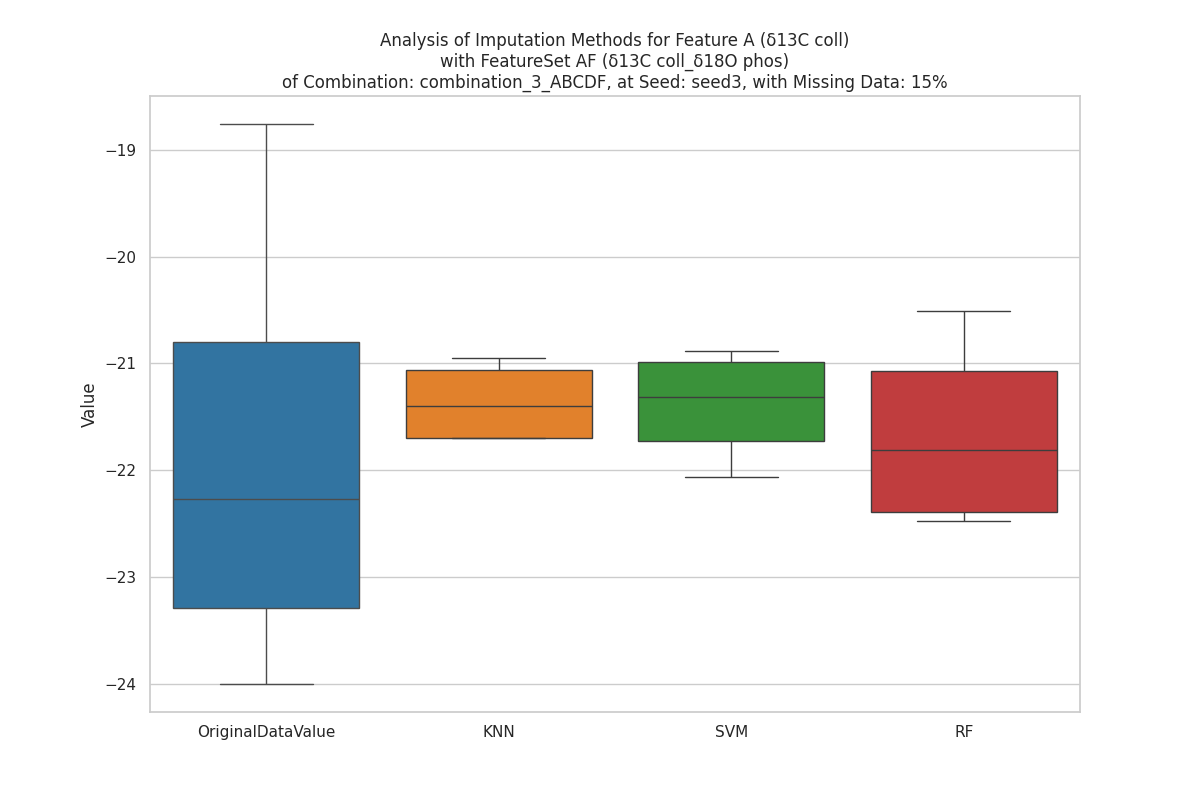 Analysis of Imputation Methods for Feature A (δ13C coll)
with FeatureSet AF (δ13C coll_δ18O phos)
of Combination: combination_3_ABCDF, at Seed: seed3, with Missing Data: 15%
−19
−20
−21
−22
−23
−24
Value
OriginalDataValue
KNN
SVM
RF